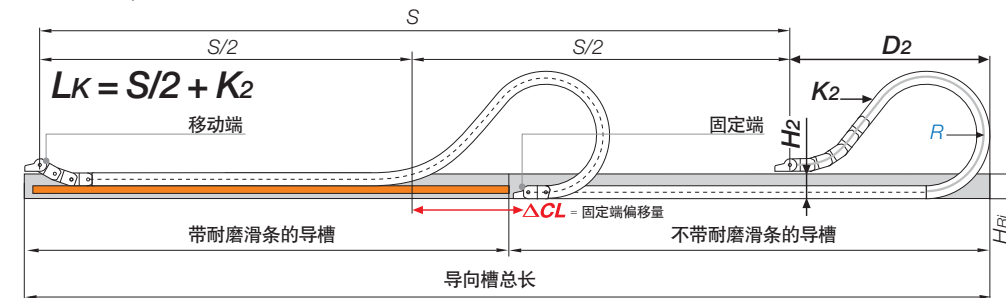 S
S/2
S/2
D2
LK = S/2 + K2
K2
移动端
固定端
H2
R
ΔCL = 固定端偏移量
HRi
带耐磨滑条的导槽
不带耐磨滑条的导槽
导向槽总长